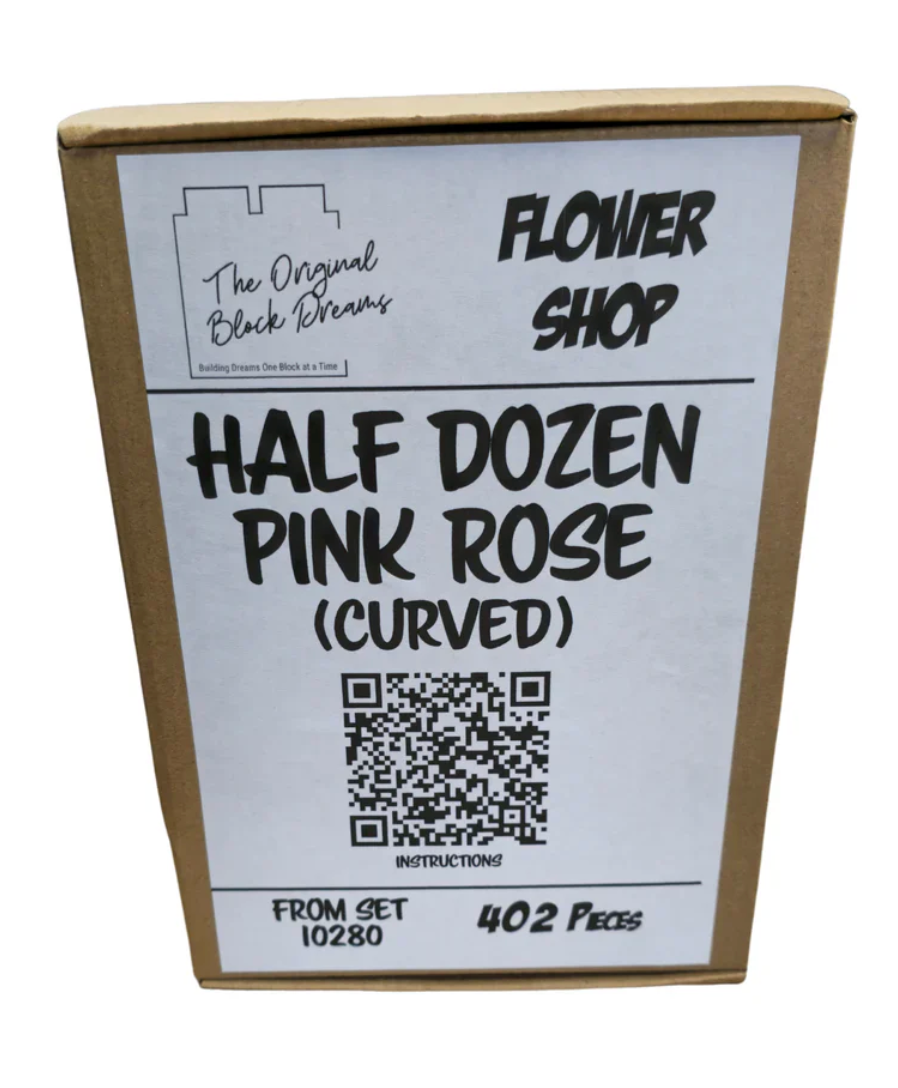 The Original
Block Dreams
Building Dreams One Block at a Time
FLOWER
SHOP
HALF DOZEN
PINK ROSE
(CURVED)
INSTRUCTIONS
FROM SET
10280
402 PIECES